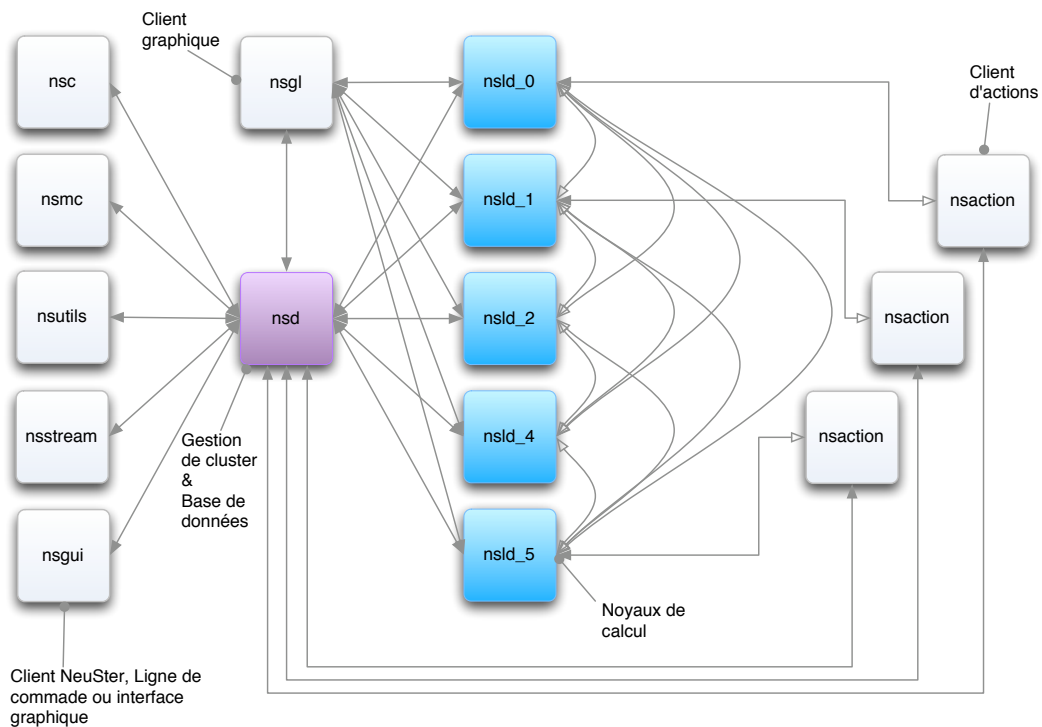 Client
graphique
nsc
nsgl
nsld_0
Client
d'actions
nsmc
nsld_1
nsaction
nsutils
nsd
nsld_2
nsaction
nsstream
Gestion
de cluster
&
Base de
données
nsld_4
nsaction
nsgui
nsld_5
Noyaux de
calcul
Client NeuSter, Ligne de
commade ou interface
graphique